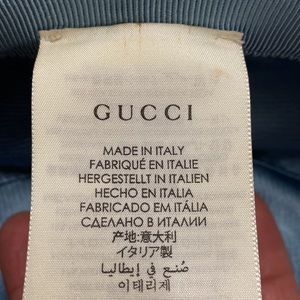 GUCCI
MADE IN ITALY
FABRIQUÉ EN ITALIE
HERGESTELLT IN ITALIEN
HECHO EN ITALIA
FABRICADO EM ITÁLIA
СДЕЛАНО В ИТАЛИИ
产地:意大利
イタリア製
صُنع في إيطاليا
이태리제